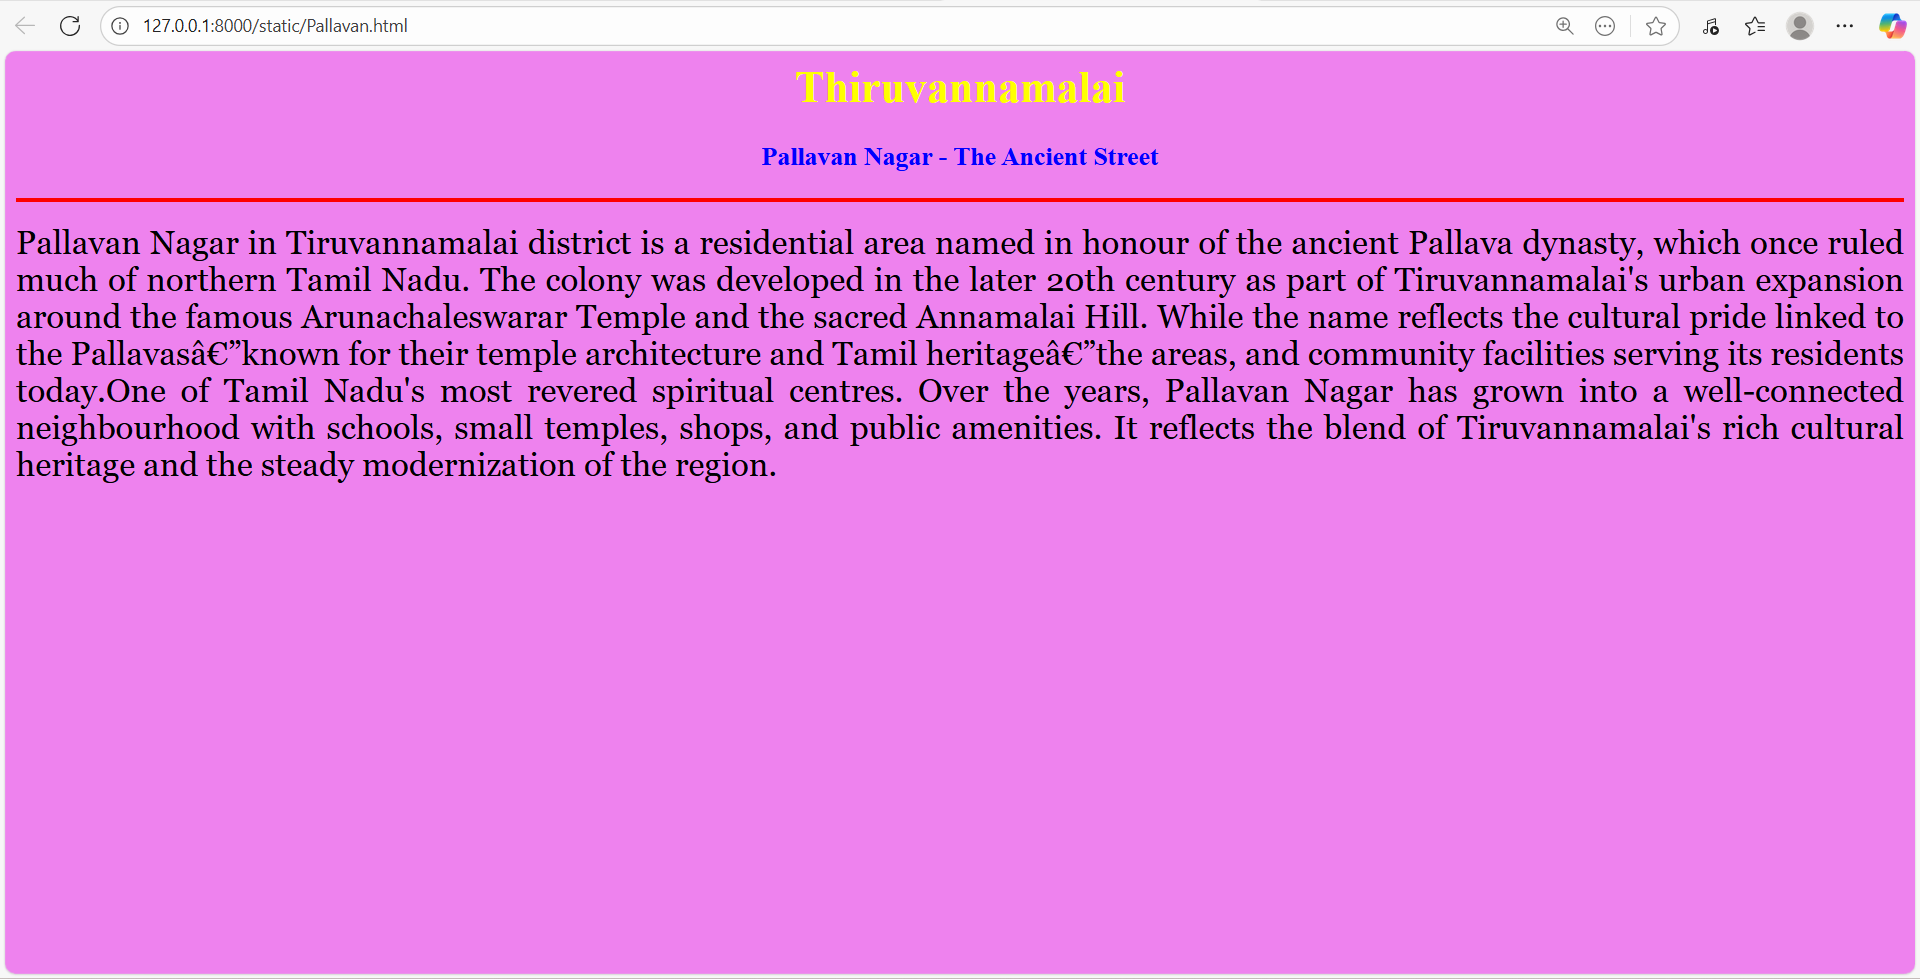 127.0.0.1:8000/static/Pallavan.html
Thiruvannamalai
Pallavan Nagar - The Ancient Street
Pallavan Nagar in Tiruvannamalai district is a residential area named in honour of the ancient Pallava dynasty, which once ruled
much of northern Tamil Nadu. The colony was developed in the later 20th century as part of Tiruvannamalai's urban expansion
around the famous Arunachaleswarar Temple and the sacred Annamalai Hill. While the name reflects the cultural pride linked to
the Pallavasâ€”known for their temple architecture and Tamil heritageâ€”the areas, and community facilities serving its residents
today.One of Tamil Nadu's most revered spiritual centres. Over the years, Pallavan Nagar has grown into a well-connected
neighbourhood with schools, small temples, shops, and public amenities. It reflects the blend of Tiruvannamalai's rich cultural
heritage and the steady modernization of the region.